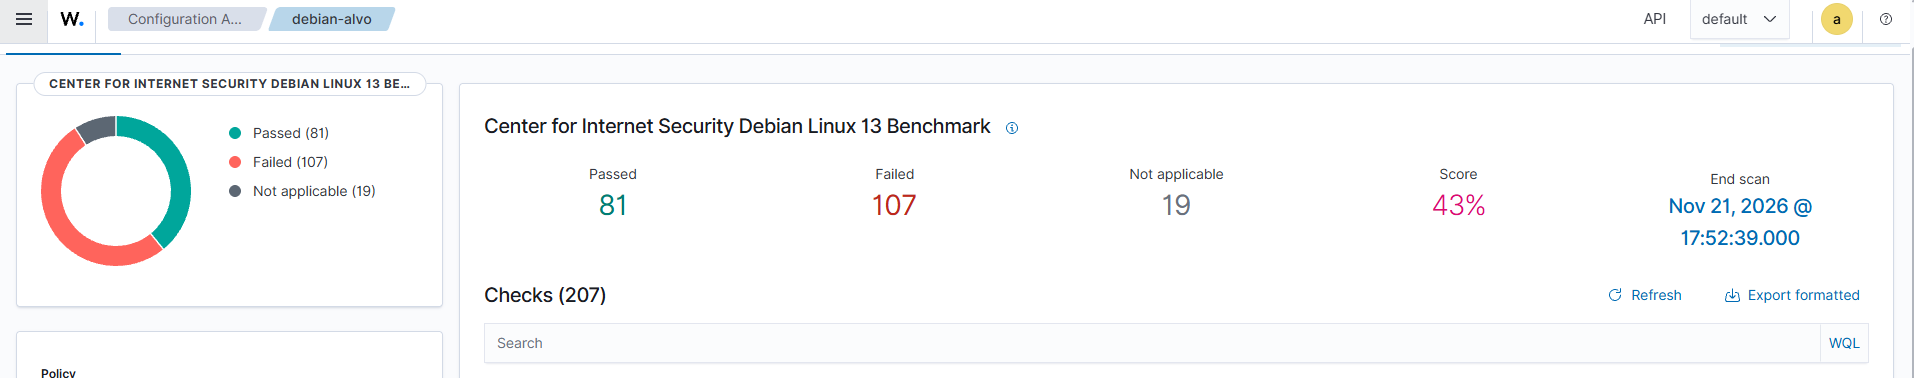 W. Configuration A... debian-alvo API default a
CENTER FOR INTERNET SECURITY DEBIAN LINUX 13 BE...
Passed (81)
Failed (107)
Not applicable (19)
Center for Internet Security Debian Linux 13 Benchmark
Passed Failed Not applicable Score End scan
81 107 19 43% Nov 21, 2026 @
17:52:39.000
Checks (207) Refresh Export formatted
Search WQL
Policy